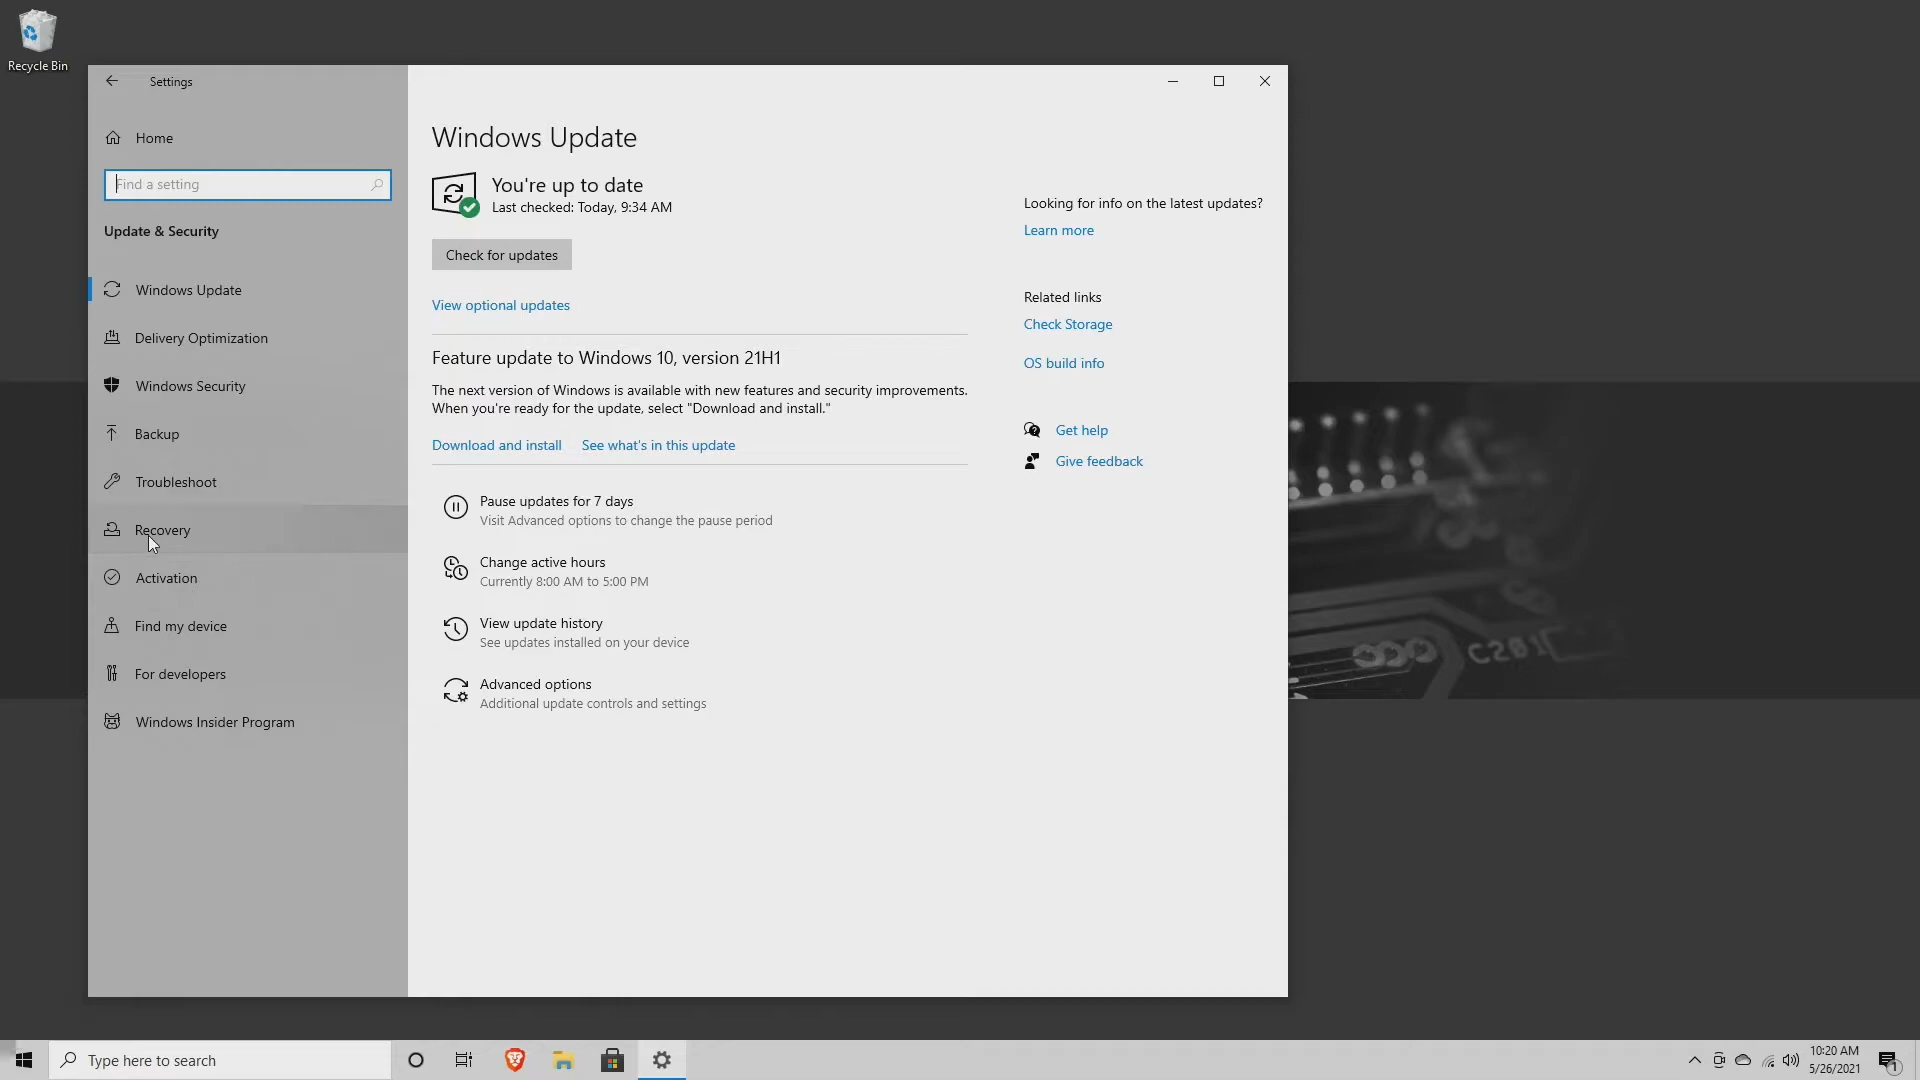 Recycle Bin
Settings
Home
Find a setting
Update & Security
Windows Update
Delivery Optimization
Windows Security
Backup
Troubleshoot
Recovery
Activation
Find my device
For developers
Windows Insider Program
Windows Update
You're up to date
Last checked: Today, 9:34 AM
Check for updates
View optional updates
Feature update to Windows 10, version 21H1
The next version of Windows is available with new features and security improvements.
When you're ready for the update, select "Download and install."
Download and install See what's in this update
Pause updates for 7 days
Visit Advanced options to change the pause period
Change active hours
Currently 8:00 AM to 5:00 PM
View update history
See updates installed on your device
Advanced options
Additional update controls and settings
Looking for info on the latest updates?
Learn more
Related links
Check Storage
OS build info
Get help
Give feedback
C281
Type here to search
10:20 AM
5/26/2021
1